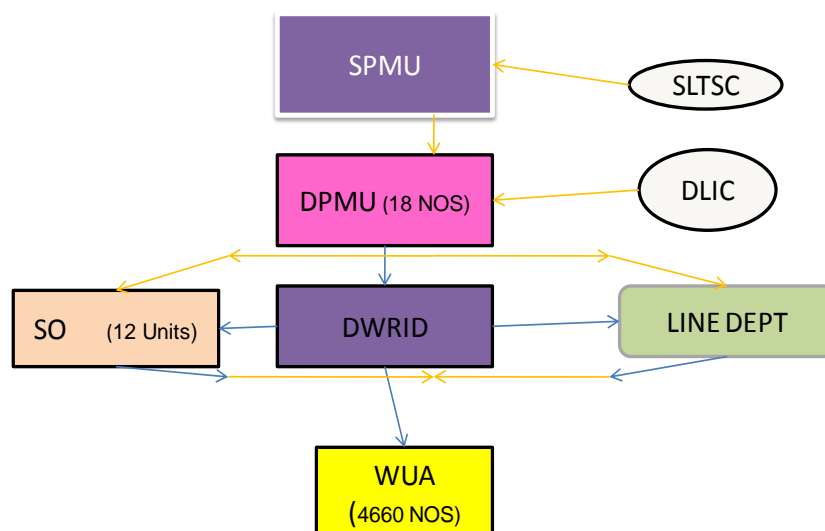 SPMU
SLTSC
DPMU (18 NOS)
DLIC
SO (12 Units)
DWRID
LINE DEPT
WUA
(4660 NOS)